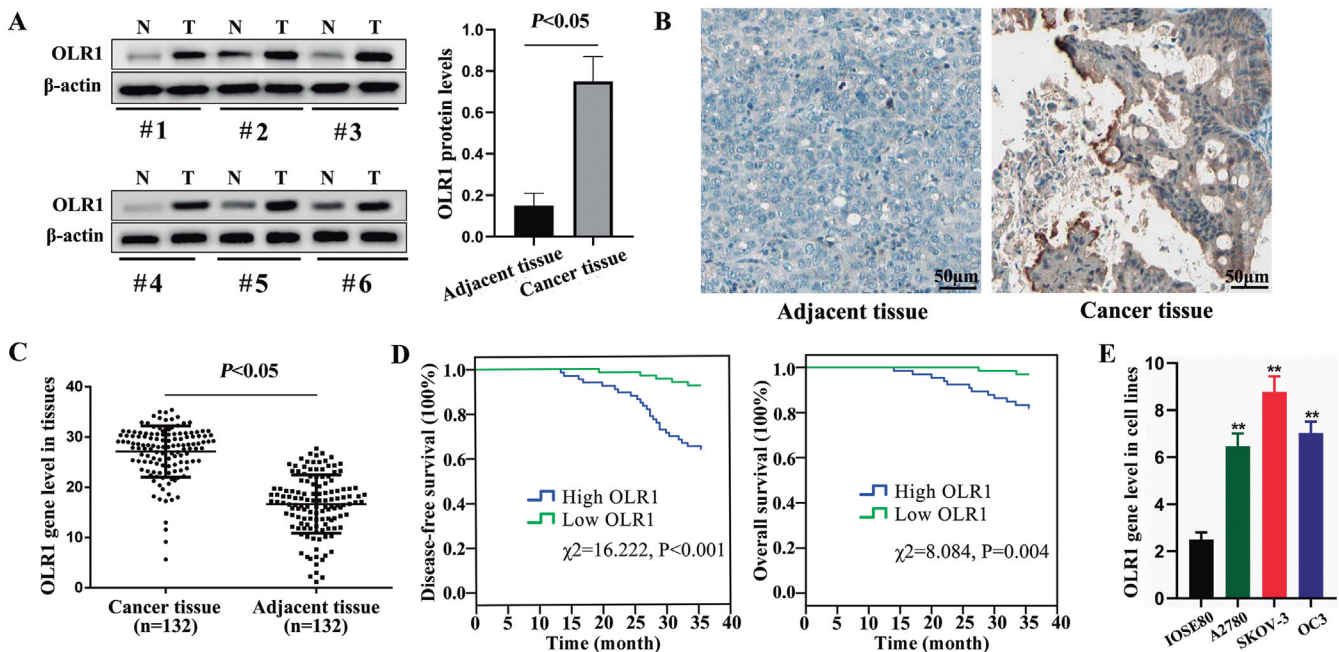 A
N T N T N T
OLR1
β-actin
#1 #2 #3
N T N T N T
OLR1
β-actin
#4 #5 #6
P<0.05
OLR1 protein levels
1.0
0.8
0.6
0.4
0.2
0.0
Adjacent tissue
Cancer tissue
B
50μm
Adjacent tissue
50μm
Cancer tissue
C
P<0.05
OLR1 gene level in tissues
40
30
20
10
0
Cancer tissue
(n=132)
Adjacent tissue
(n=132)
D
Disease-free survival (100%)
1.0
0.8
0.6
0.4
0.2
0.0
High OLR1
Low OLR1
χ2=16.222, P<0.001
0 5 10 15 20 25 30 35 40
Time (month)
Overall survival (100%)
1.0
0.8
0.6
0.4
0.2
0.0
High OLR1
Low OLR1
χ2=8.084, P=0.004
0 5 10 15 20 25 30 35 40
Time (month)
E
OLR1 gene level in cell lines
10
8
6
4
2
0
**
**
**
IOSE80
A2780
SKOV-3
OC3